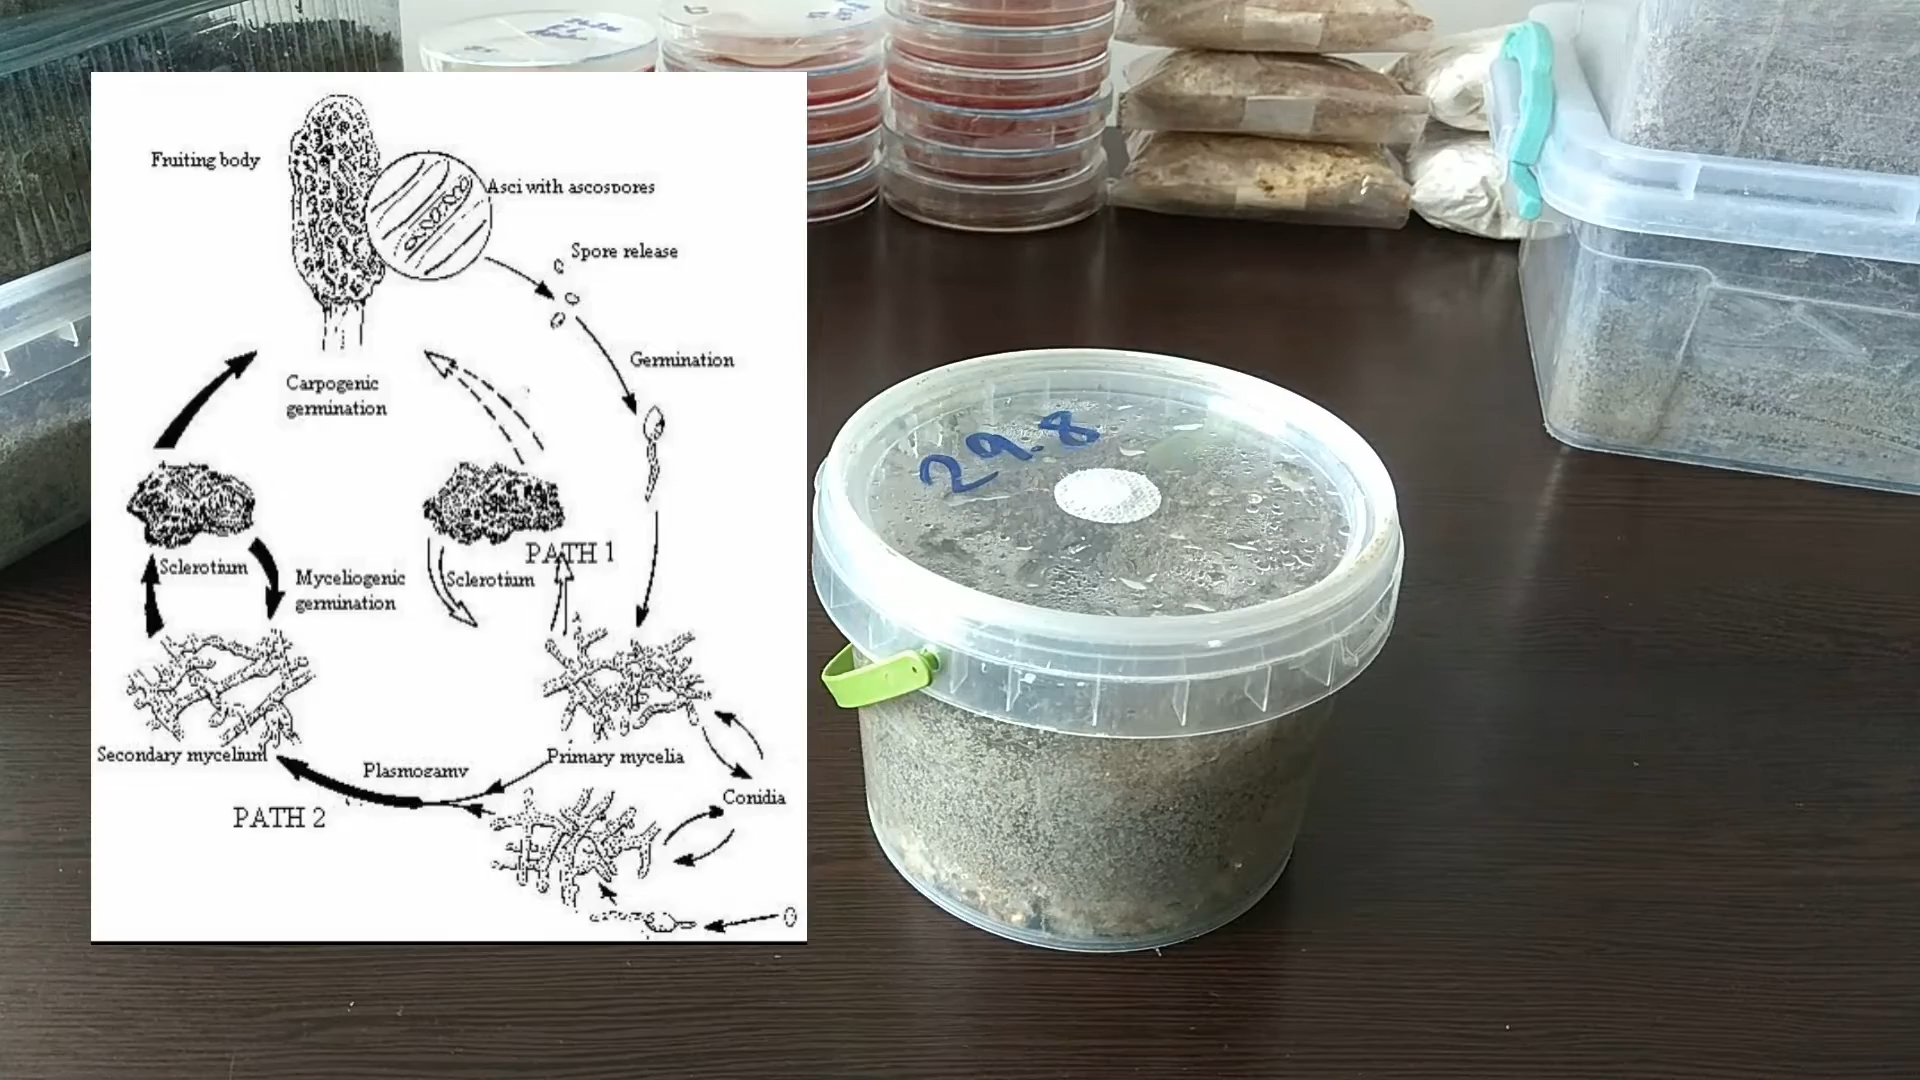 Fruiting body
Asci with ascospores
Spore release
Germination
Carpogenic
germination
PATH 1
Sclerotium
Myceliogenic
germination
Sclerotium
Secondary mycelium
Plasmogamy
Primary mycelia
Conidia
PATH 2
29.8